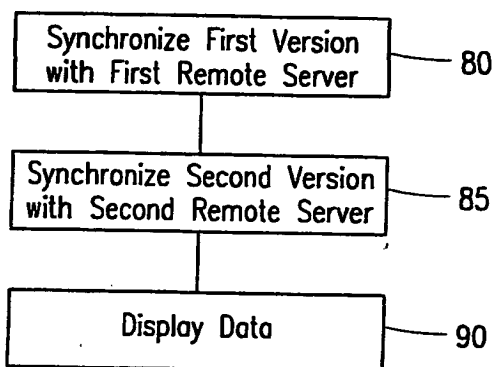 Synchronize First Version
with First Remote Server
80
Synchronize Second Version
with Second Remote Server
85
Display Data
90